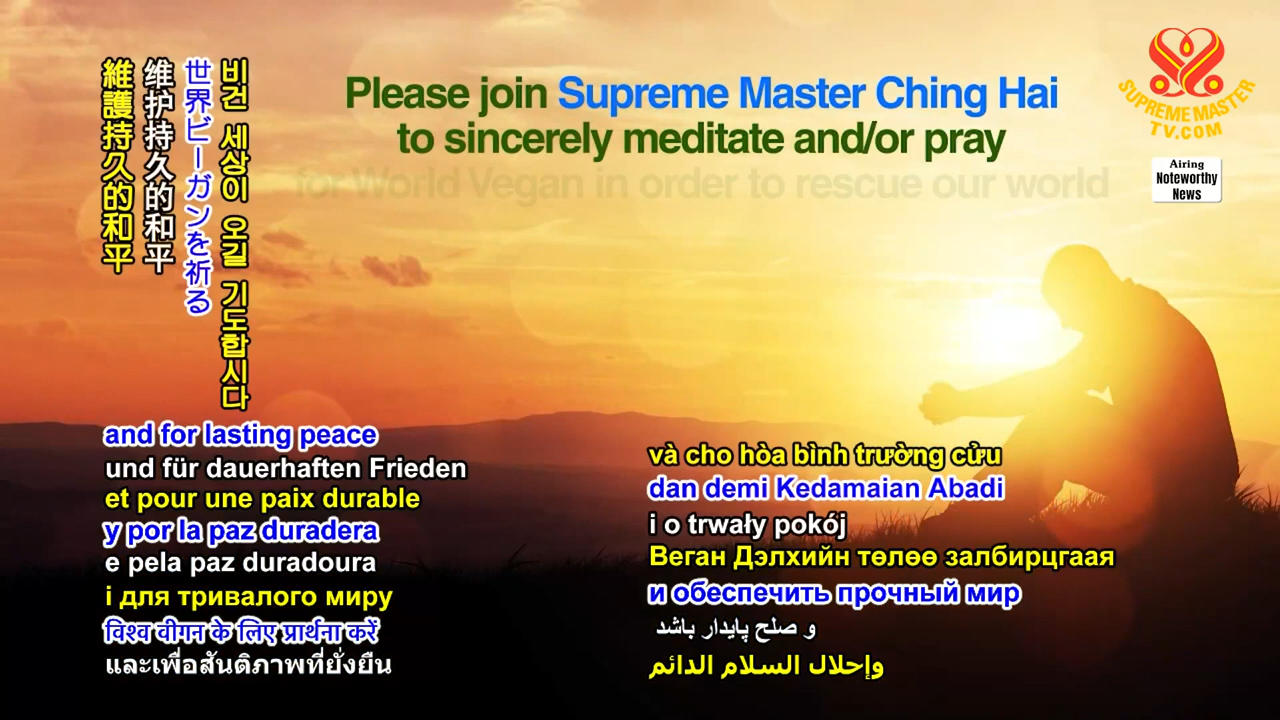 Please join Supreme Master Ching Hai
to sincerely meditate and/or pray
for World Vegan in order to rescue our world
SUPREME MASTER
TV.COM
Airing
Noteworthy
News
維護持久的和平
维护持久的和平
世界ビーガンを祈る
비건 세상이 오길 기도합시다
and for lasting peace
und für dauerhaften Frieden
et pour une paix durable
y por la paz duradera
e pela paz duradoura
і для тривалого миру
विश्व वीगन के लिए प्रार्थना करें
และเพื่อสันติภาพที่ยั่งยืน
và cho hòa bình trường cửu
dan demi Kedamaian Abadi
i o trwały pokój
Веган Дэлхийн төлөө залбирцгаая
и обеспечить прочный мир
و صلح پایدار باشد
وإحلال السلام الدائم